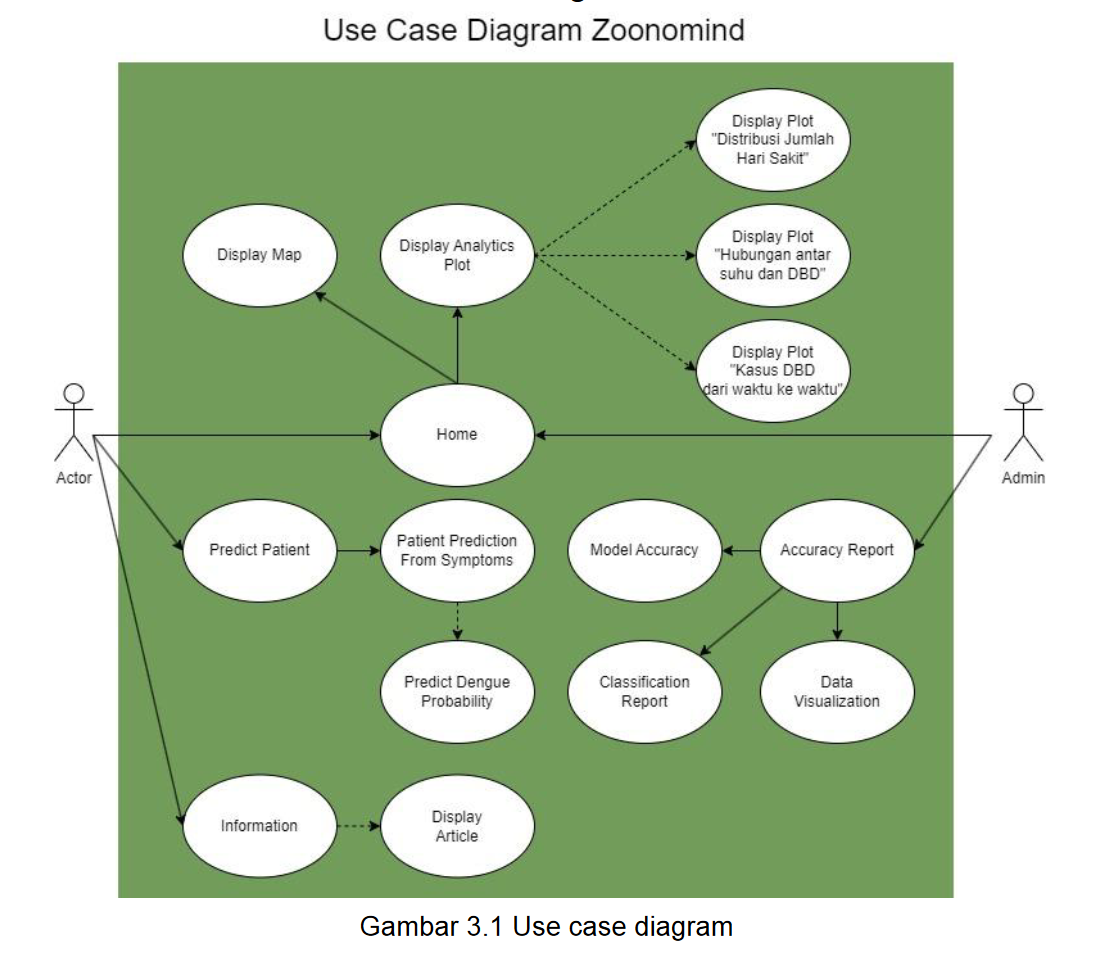 Use Case Diagram Zoonomind
Display Plot
"Distribusi Jumlah
Hari Sakit"
Display Map
Display Analytics
Plot
Display Plot
"Hubungan antar
suhu dan DBD"
Display Plot
"Kasus DBD
dari waktu ke waktu"
Home
Actor
Admin
Predict Patient
Patient Prediction
From Symptoms
Model Accuracy
Accuracy Report
Predict Dengue
Probability
Classification
Report
Data
Visualization
Information
Display
Article
Gambar 3.1 Use case diagram